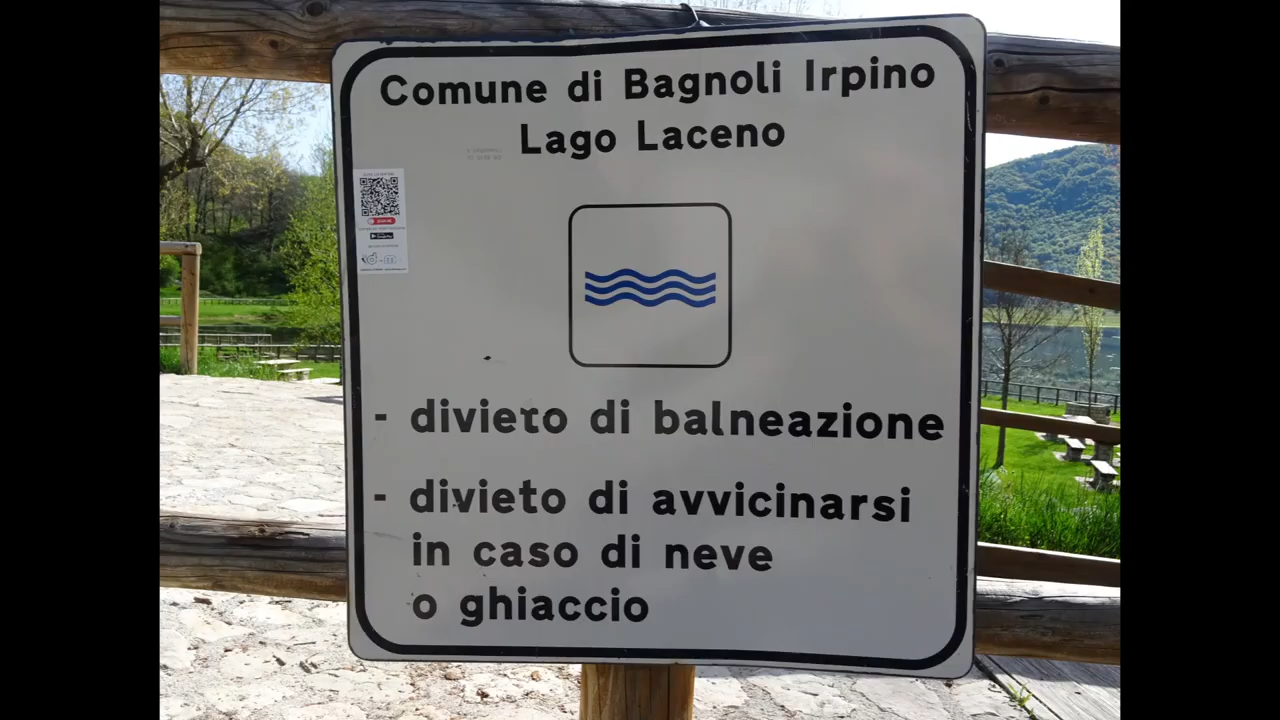 Comune di Bagnoli Irpino
Lago Laceno
- divieto di balneazione
- divieto di avvicinarsi
in caso di neve
o ghiaccio